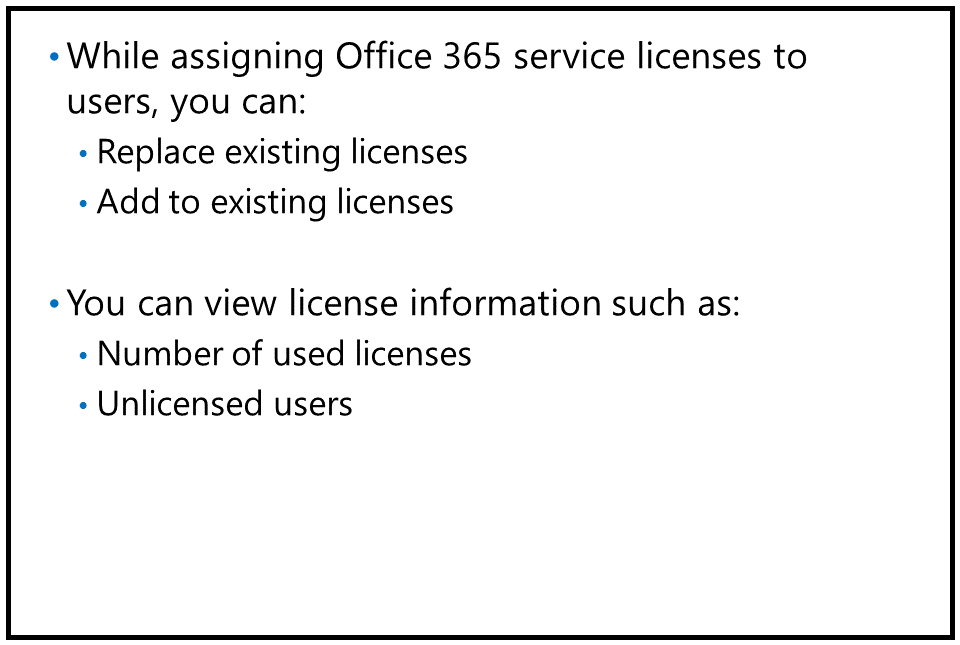 • While assigning Office 365 service licenses to
users, you can:
• Replace existing licenses
• Add to existing licenses
• You can view license information such as:
• Number of used licenses
• Unlicensed users